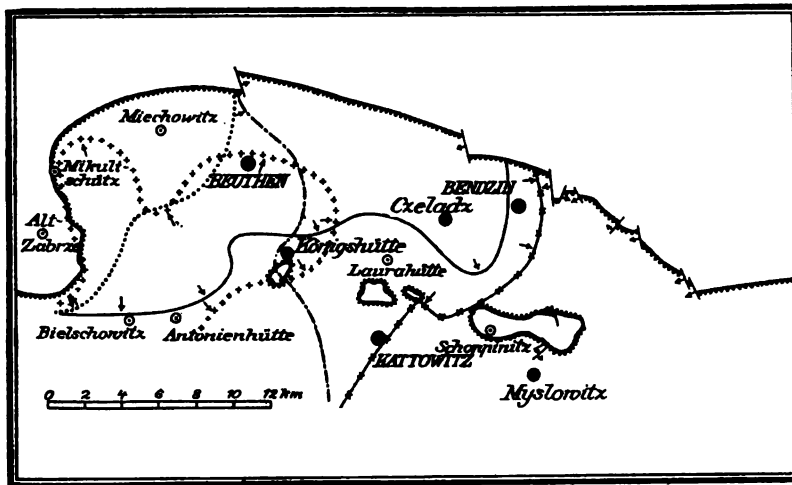 Miechowitz
Mikult-
schütz
BEUTHEN
BENDZIN
Czeladz
Alt-
Zabrze
Königshütte
Laurahütte
Bielschowitz
Antonienhütte
Schoppinitz
KATTOWITZ
Myslowitz
0 2 4 6 8 10 12 km